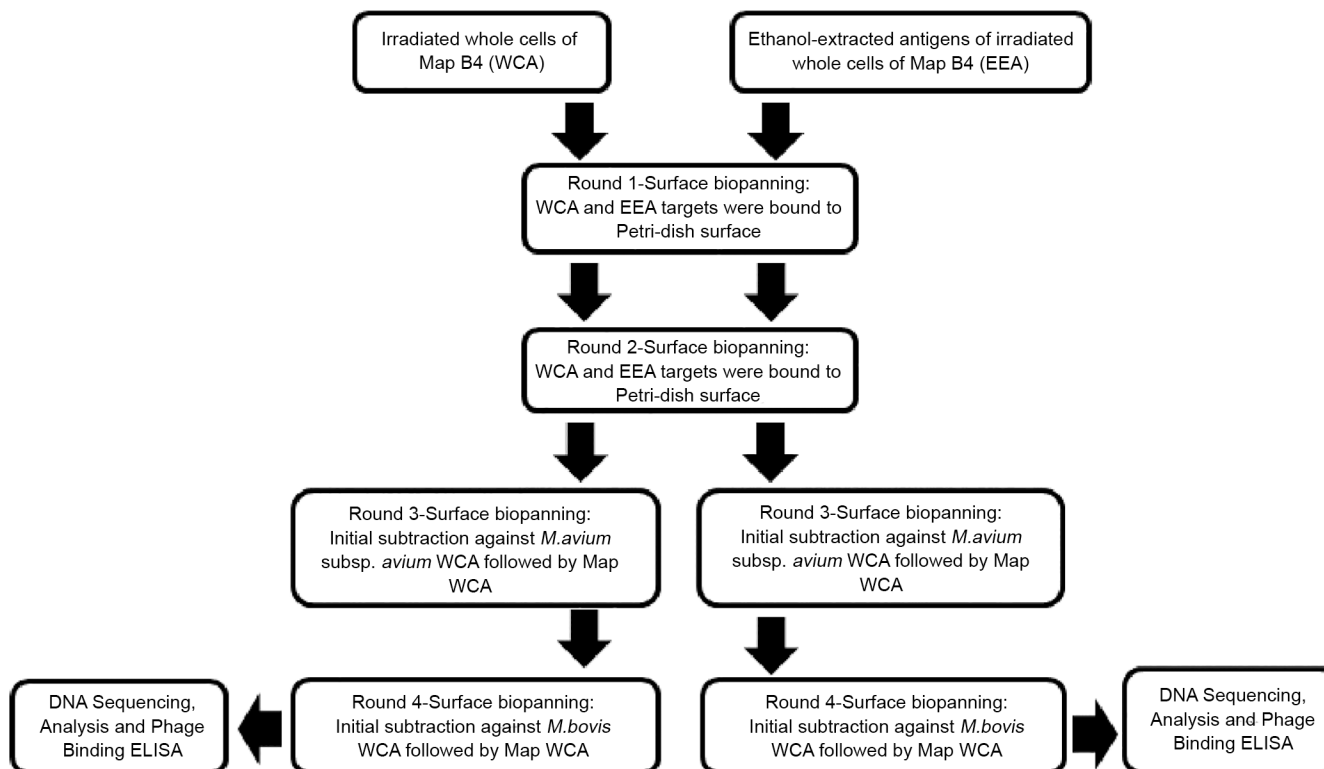 Irradiated whole cells of
Map B4 (WCA)
Ethanol-extracted antigens of irradiated
whole cells of Map B4 (EEA)
Round 1-Surface biopanning:
WCA and EEA targets were bound to
Petri-dish surface
Round 2-Surface biopanning:
WCA and EEA targets were bound to
Petri-dish surface
Round 3-Surface biopanning:
Initial subtraction against M.avium
subsp. avium WCA followed by Map
WCA
Round 3-Surface biopanning:
Initial subtraction against M.avium
subsp. avium WCA followed by Map
WCA
DNA Sequencing,
Analysis and Phage
Binding ELISA
Round 4-Surface biopanning:
Initial subtraction against M.bovis
WCA followed by Map WCA
Round 4-Surface biopanning:
Initial subtraction against M.bovis
WCA followed by Map WCA
DNA Sequencing,
Analysis and Phage
Binding ELISA